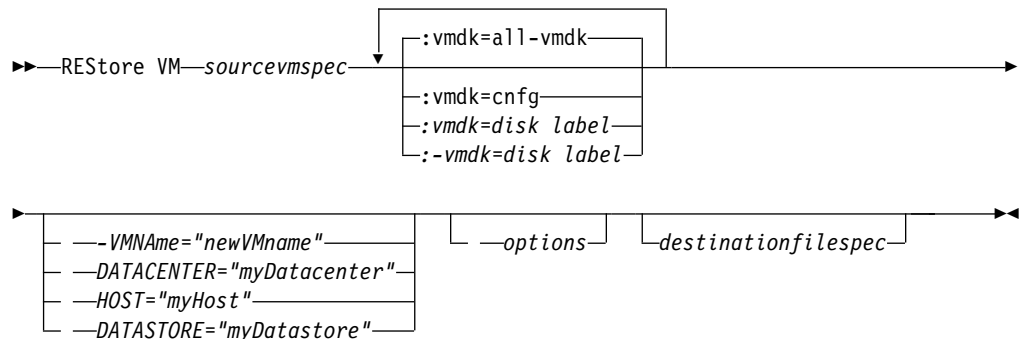 :vmdk=all-vmdk
REStore VM sourcevmspec
:vmdk=cnfg
:vmdk=disk label
:-vmdk=disk label
-VMNAme="newVMname"
options
destinationfilespec
DATACENTER="myDatacenter"
HOST="myHost"
DATASTORE="myDatastore"